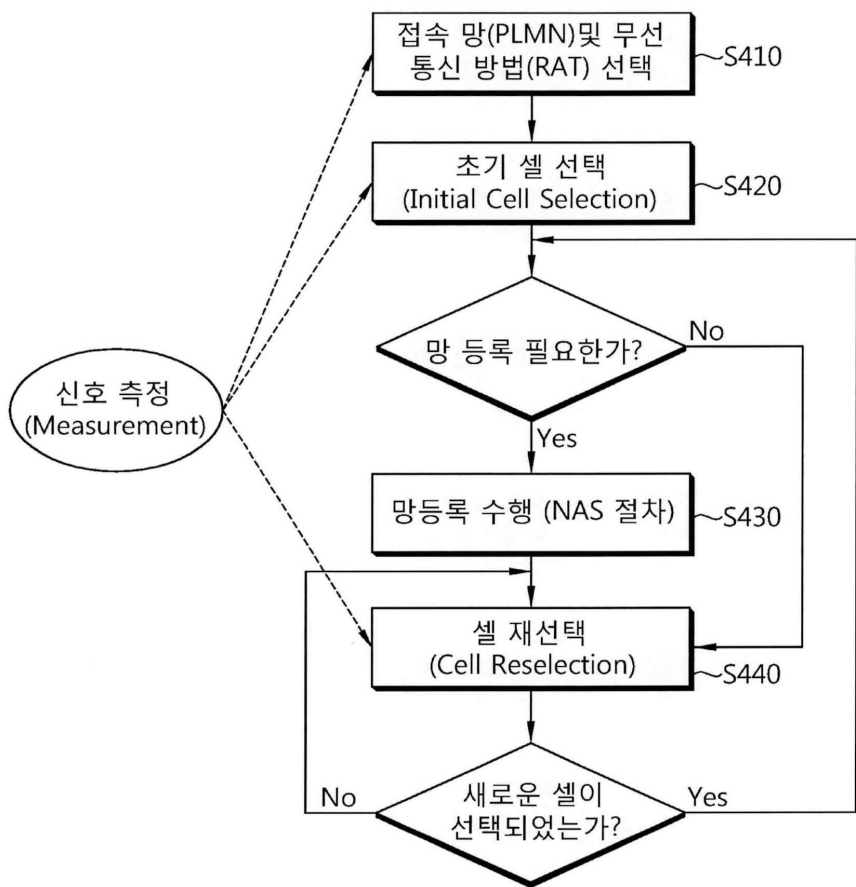 접속 망(PLMN)및 무선
통신 방법(RAT) 선택
S410
초기 셀 선택
(Initial Cell Selection)
S420
망 등록 필요한가?
No
Yes
신호 측정
(Measurement)
망등록 수행 (NAS 절차)
S430
셀 재선택
(Cell Reselection)
S440
새로운 셀이
선택되었는가?
No
Yes